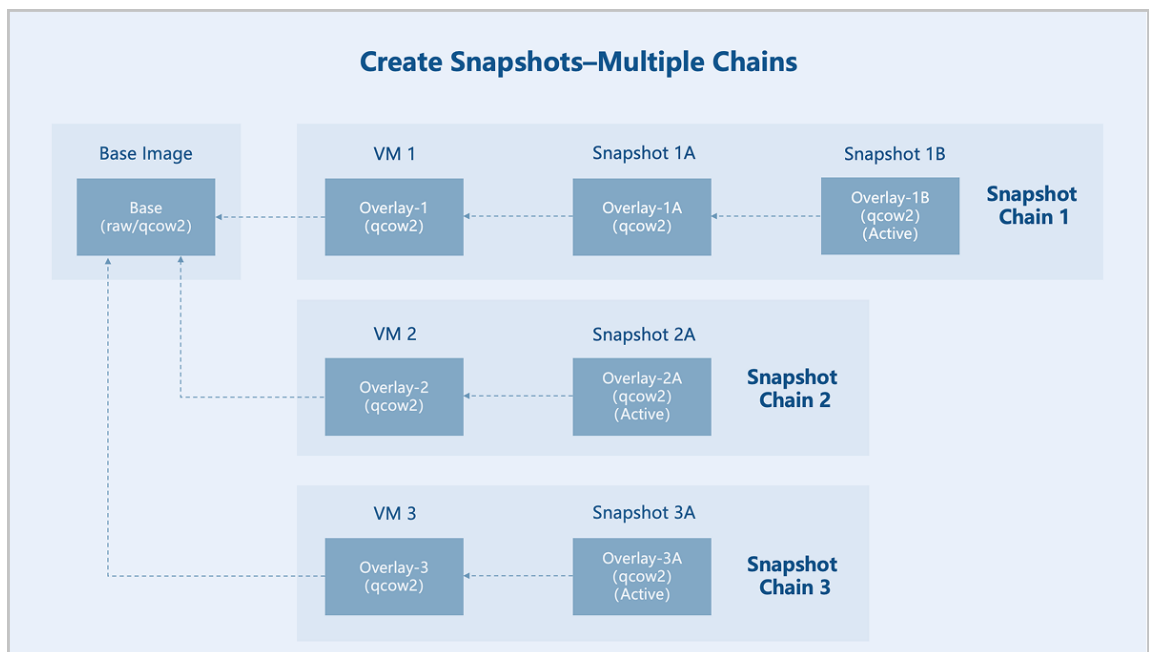 Create Snapshots–Multiple Chains
Base Image
Base
(raw/qcow2)
VM 1
Overlay-1
(qcow2)
Snapshot 1A
Overlay-1A
(qcow2)
Snapshot 1B
Overlay-1B
(qcow2)
(Active)
Snapshot
Chain 1
VM 2
Overlay-2
(qcow2)
Snapshot 2A
Overlay-2A
(qcow2)
(Active)
Snapshot
Chain 2
VM 3
Overlay-3
(qcow2)
Snapshot 3A
Overlay-3A
(qcow2)
(Active)
Snapshot
Chain 3